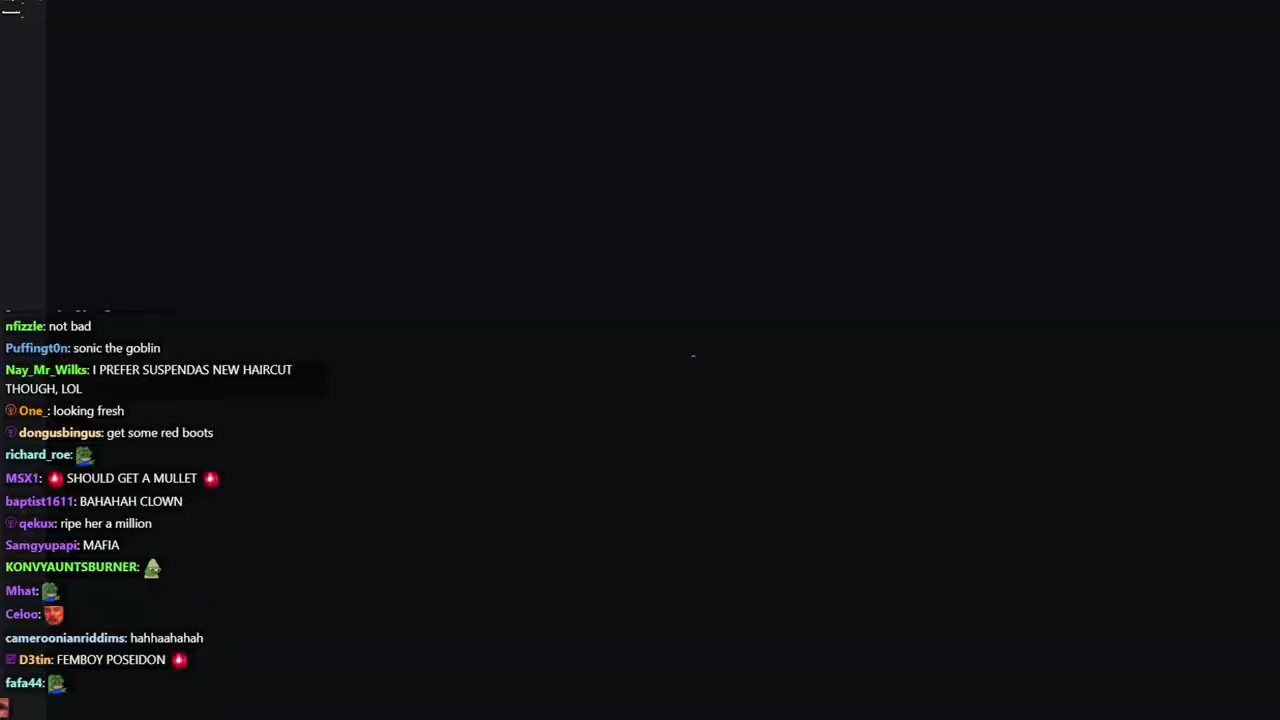 nfizzle: not bad
Puffingt0n: sonic the goblin
Nay_Mr_Wilks: I PREFER SUSPENDAS NEW HAIRCUT
THOUGH, LOL
One_: looking fresh
dongusbingus: get some red boots
richard_roe:
MSX1: SHOULD GET A MULLET
baptist1611: BAHAHAH CLOWN
qekux: ripe her a million
Samgyupapi: MAFIA
KONVYAUNTSBURNER:
Mhat:
Celoo:
cameroonianriddims: hahhaahahah
D3tin: FEMBOY POSEIDON
fafa44: